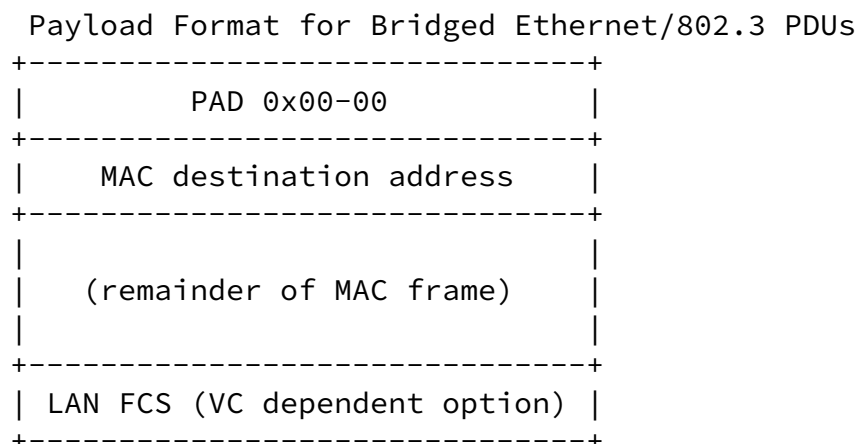 Payload Format for Bridged Ethernet/802.3 PDUs
+-------------------------------+
|         PAD 0x00-00           |
+-------------------------------+
|    MAC destination address    |
+-------------------------------+
|                               |
|   (remainder of MAC frame)    |
|                               |
+-------------------------------+
| LAN FCS (VC dependent option) |
+-------------------------------+